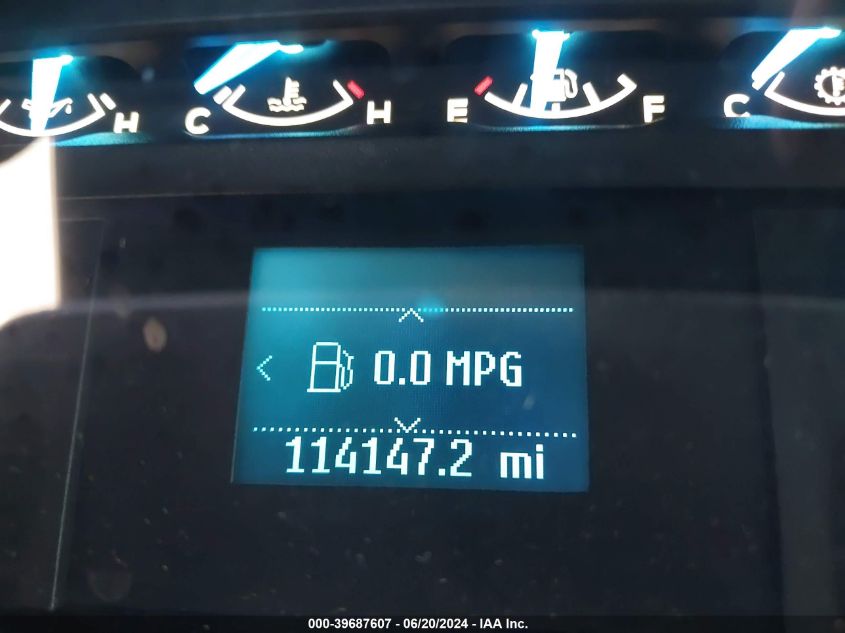 H C H E F C
0.0 MPG
114147.2 mi
000-39687607 - 06/20/2024 - IAA Inc.